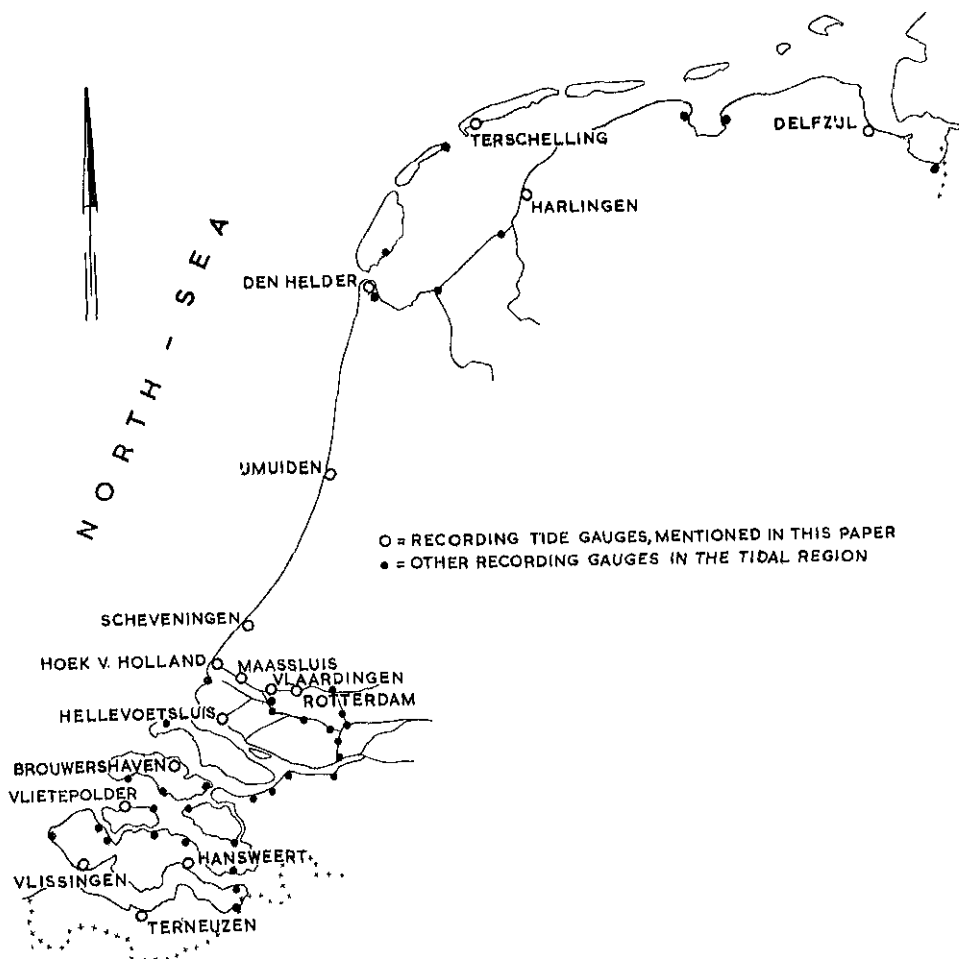 DELFZIJL
TERSCHELLING
HARLINGEN
DEN HELDER
NORTH - SEA
IJMUIDEN
O = RECORDING TIDE GAUGES, MENTIONED IN THIS PAPER
● = OTHER RECORDING GAUGES IN THE TIDAL REGION
SCHEVENINGEN
HOEK V. HOLLAND
MAASSLUIS
VLAARDINGEN
ROTTERDAM
HELLEVOETSLUIS
BROUWERSHAVEN
VLIETEPOLDER
HANSWEERT
VLISSINGEN
TERNEUZEN